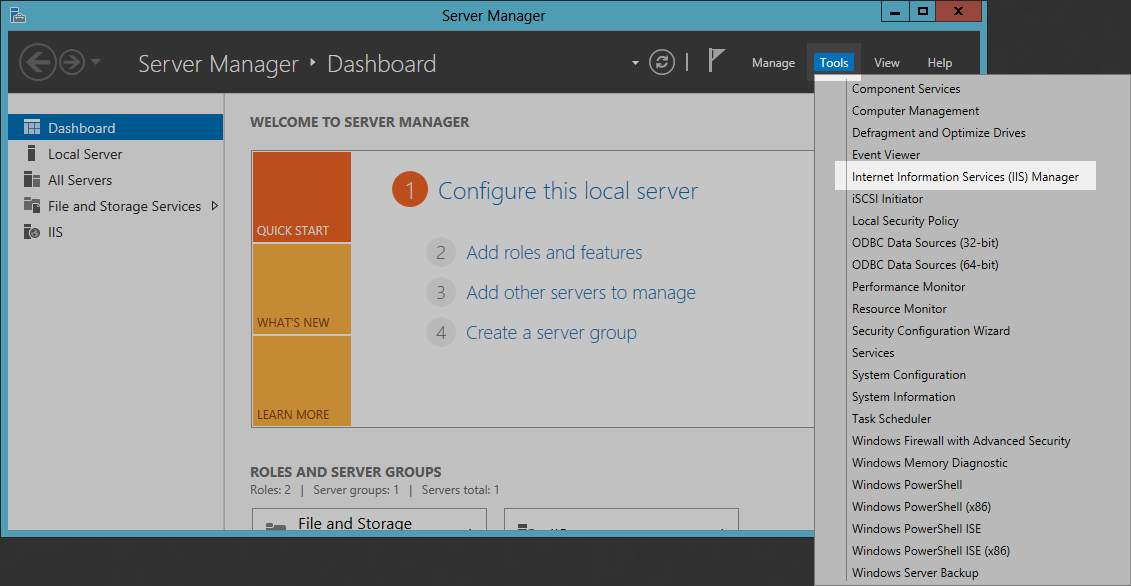 Server Manager
Server Manager ‣ Dashboard
Manage Tools View Help
Dashboard
Local Server
All Servers
File and Storage Services
IIS
WELCOME TO SERVER MANAGER
QUICK START
WHAT'S NEW
LEARN MORE
1 Configure this local server
2 Add roles and features
3 Add other servers to manage
4 Create a server group
ROLES AND SERVER GROUPS
Roles: 2 | Server groups: 1 | Servers total: 1
File and Storage
Component Services
Computer Management
Defragment and Optimize Drives
Event Viewer
Internet Information Services (IIS) Manager
iSCSI Initiator
Local Security Policy
ODBC Data Sources (32-bit)
ODBC Data Sources (64-bit)
Performance Monitor
Resource Monitor
Security Configuration Wizard
Services
System Configuration
System Information
Task Scheduler
Windows Firewall with Advanced Security
Windows Memory Diagnostic
Windows PowerShell
Windows PowerShell (x86)
Windows PowerShell ISE
Windows PowerShell ISE (x86)
Windows Server Backup